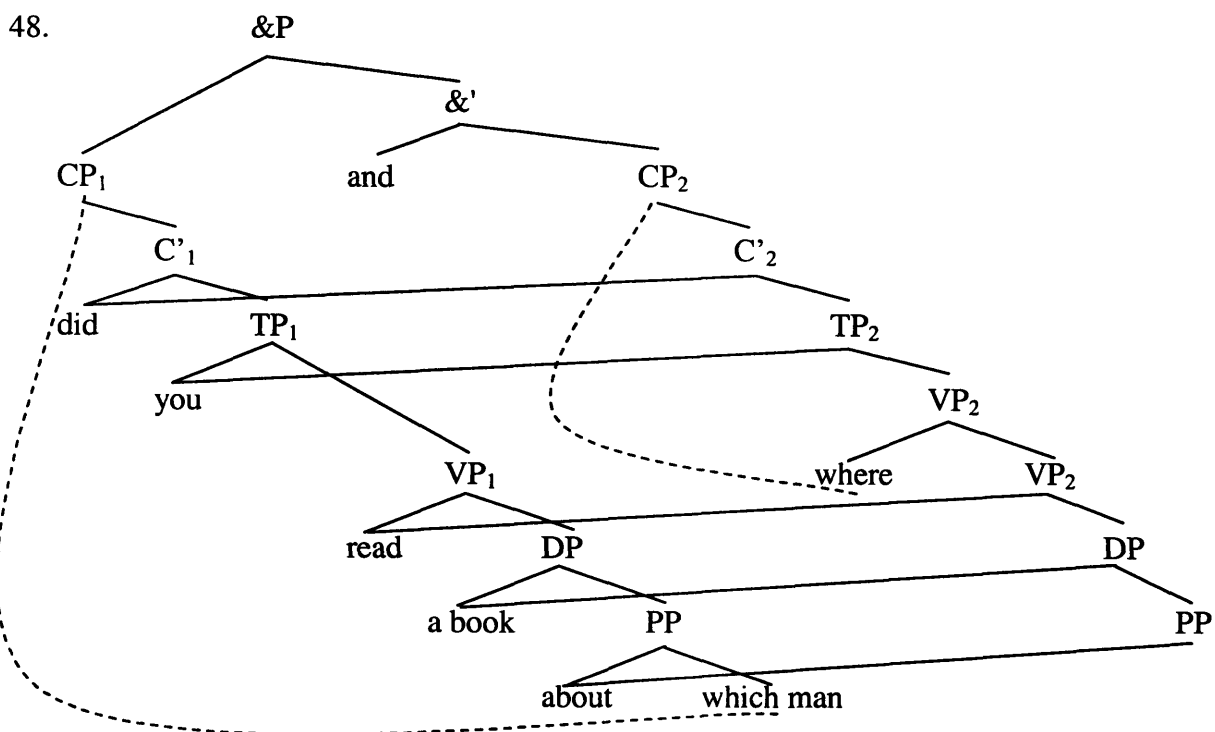 48. &P
&'
CP₁ and CP₂
C'₁ C'₂
did TP₁ TP₂
you VP₂
VP₁ where VP₂
read DP DP
a book PP PP
about which man